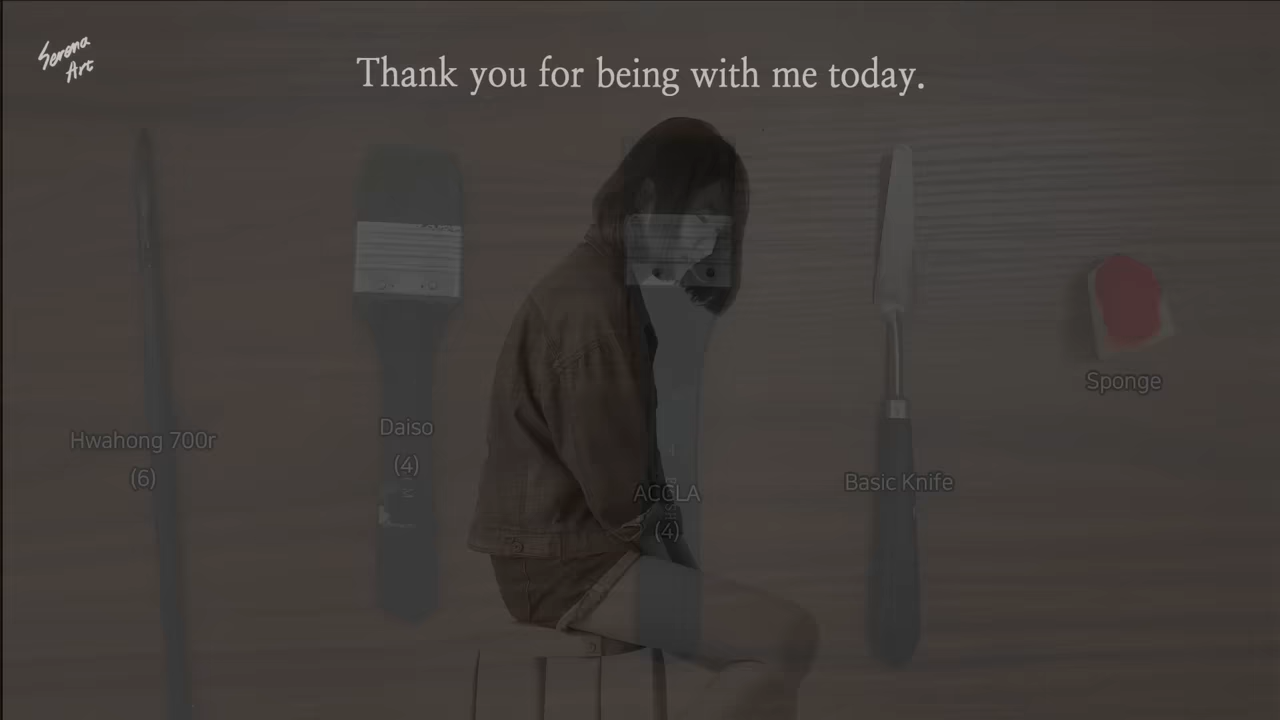 Serena
Art
Thank you for being with me today.
Sponge
Daiso
(4)
Hwahong 700r
(6)
Basic Knife
ACCLA
(4)